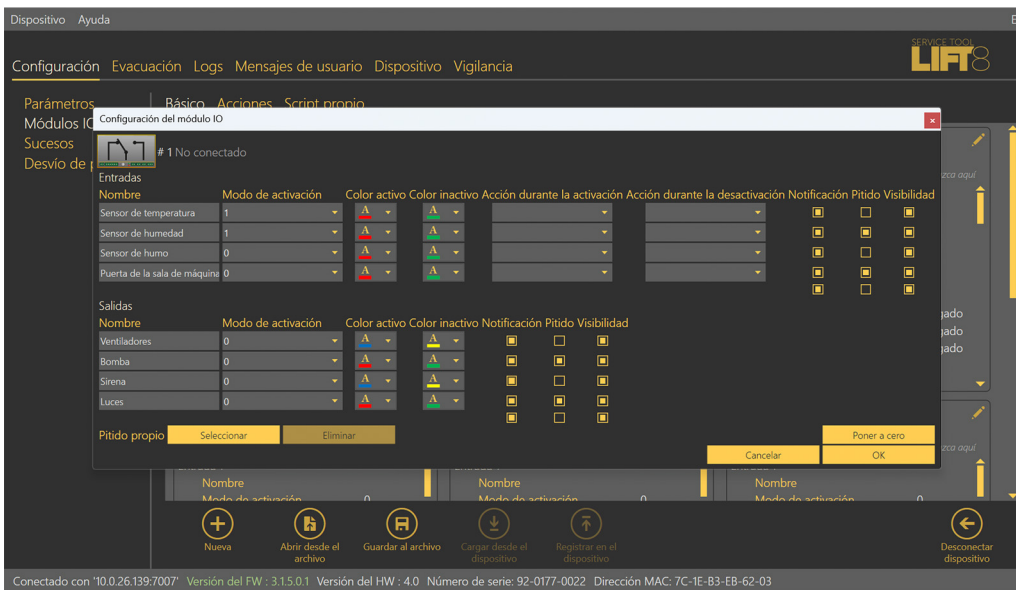 Dispositivo Ayuda
SERVICE TOOL
LIFT8
Configuración Evacuación Logs Mensajes de usuario Dispositivo Vigilancia
Parámetros
Básico Acciones Script propio
Módulos IO
Sucesos
Desvío de
Configuración del módulo IO
# 1 No conectado
Entradas
Nombre Modo de activación Color activo Color inactivo Acción durante la activación Acción durante la desactivación Notificación Pitido Visibilidad
Sensor de temperatura 1 A A
Sensor de humedad 1 A A
Sensor de humo 0 A A
Puerta de la sala de máquina 0 A A
Salidas
Nombre Modo de activación Color activo Color inactivo Notificación Pitido Visibilidad
Ventiladores 0 A A
Bomba 0 A A
Sirena 0 A A
Luces 0 A A
Pitido propio Seleccionar Eliminar Poner a cero
Cancelar OK
aquí
gado
gado
gado
aquí
Nombre Nombre Nombre
Modo de activación 0 Modo de activación 0 Modo de activación 0
Nueva
Abrir desde el archivo
Guardar al archivo
Cargar desde el dispositivo
Registrar en el dispositivo
Desconectar dispositivo
Conectado con '10.0.26.139:7007' Versión del FW : 3.1.5.0.1 Versión del HW : 4.0 Número de serie: 92-0177-0022 Dirección MAC: 7C-1E-B3-EB-62-03